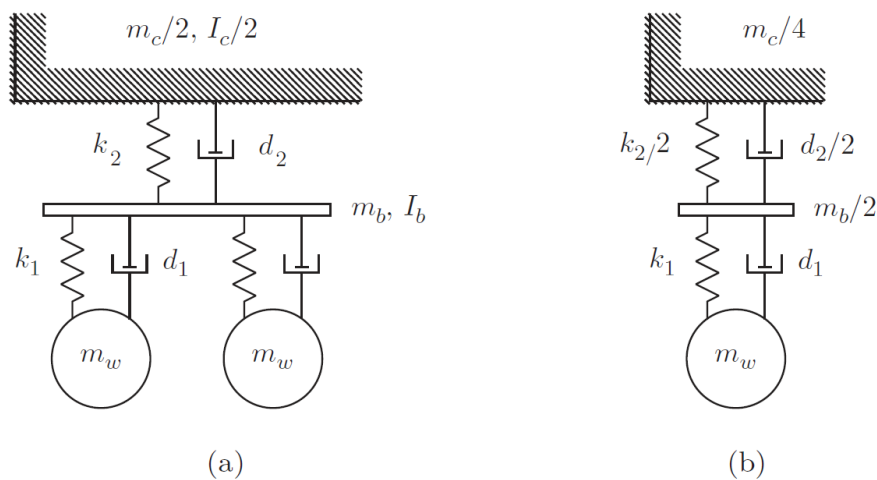 m_c/2, I_c/2
m_c/4
k_2
d_2
k_2/2
d_2/2
m_b, I_b
m_b/2
k_1
d_1
k_1
d_1
m_w
m_w
m_w
(a)
(b)